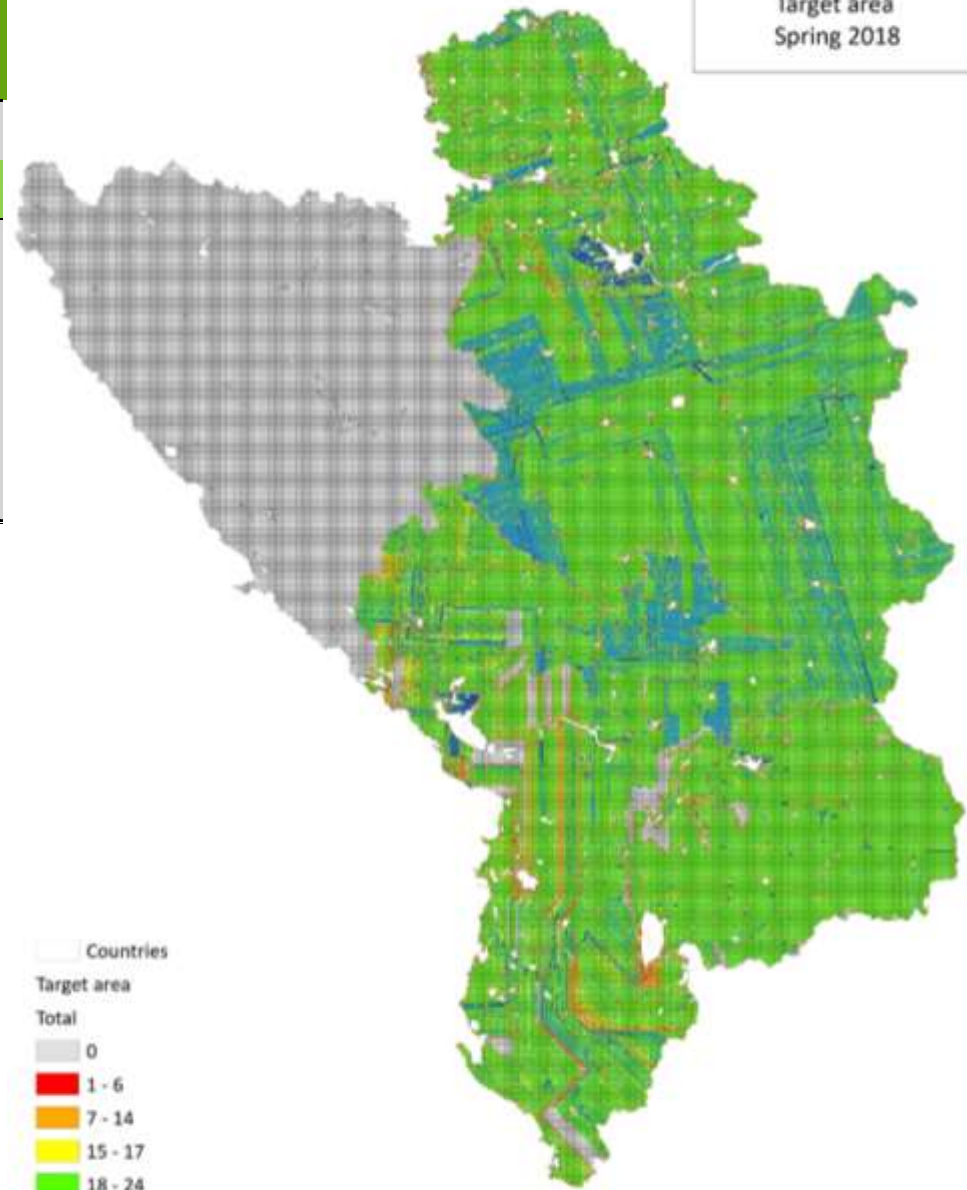 Target area
Spring 2018
Countries
Target area
Total
0
1 - 6
7 - 14
15 - 17
18 - 24